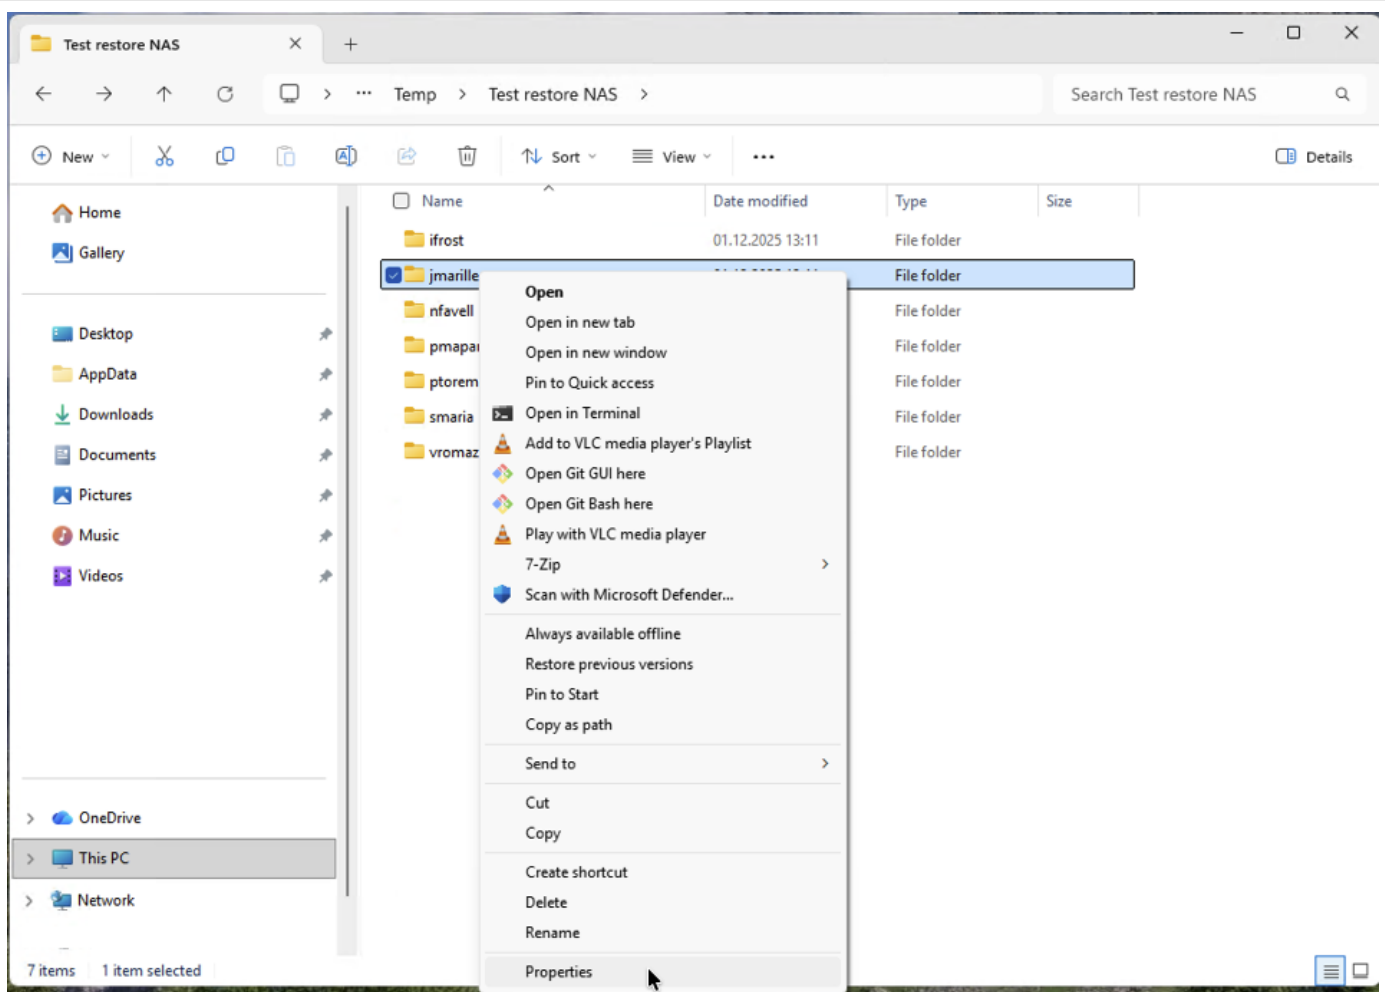 Test restore NAS
Temp > Test restore NAS >
Search Test restore NAS
New
Sort
View
Details
Name
Date modified
Type
Size
Home
Gallery
Desktop
AppData
Downloads
Documents
Pictures
Music
Videos
OneDrive
This PC
Network
ifrost 01.12.2025 13:11 File folder
jmarille File folder
nfavell File folder
pmapa File folder
ptorem File folder
smaria File folder
vromaz File folder
Open
Open in new tab
Open in new window
Pin to Quick access
Open in Terminal
Add to VLC media player's Playlist
Open Git GUI here
Open Git Bash here
Play with VLC media player
7-Zip
Scan with Microsoft Defender...
Always available offline
Restore previous versions
Pin to Start
Copy as path
Send to
Cut
Copy
Create shortcut
Delete
Rename
Properties
7 items
1 item selected